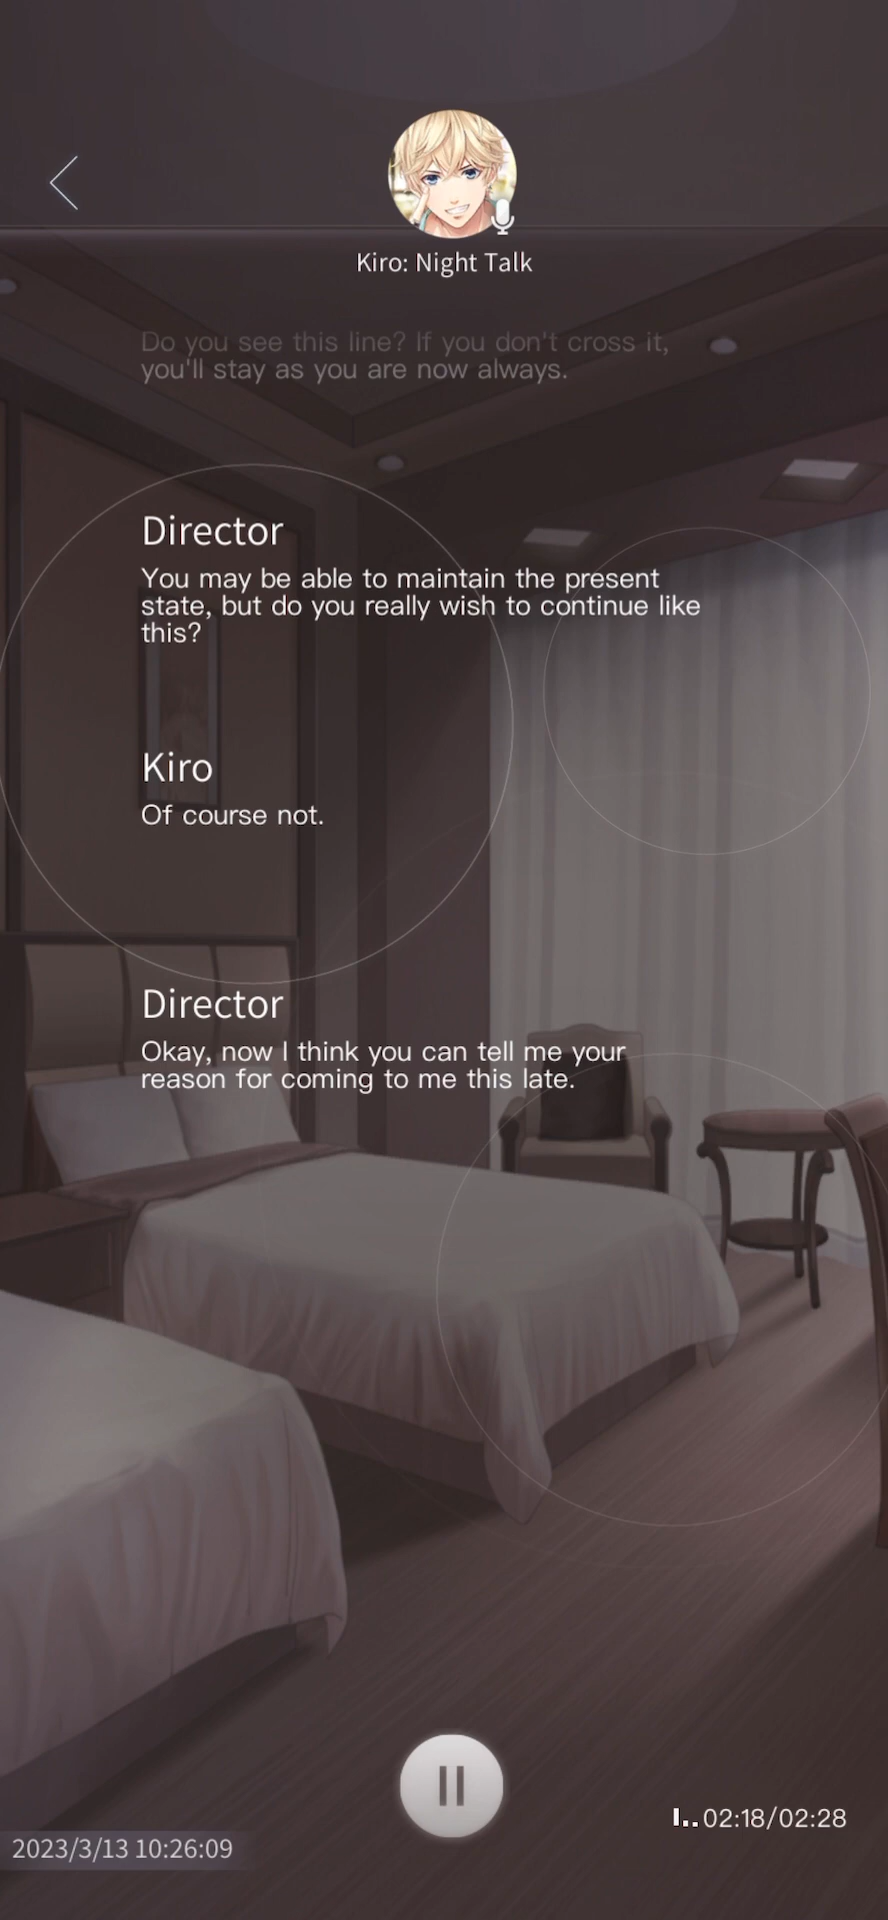 Kiro: Night Talk
Do you see this line? If you don't cross it,
you'll stay as you are now always.
Director
You may be able to maintain the present
state, but do you really wish to continue like
this?
Kiro
Of course not.
Director
Okay, now I think you can tell me your
reason for coming to me this late.
02:18/02:28
2023/3/13 10:26:09